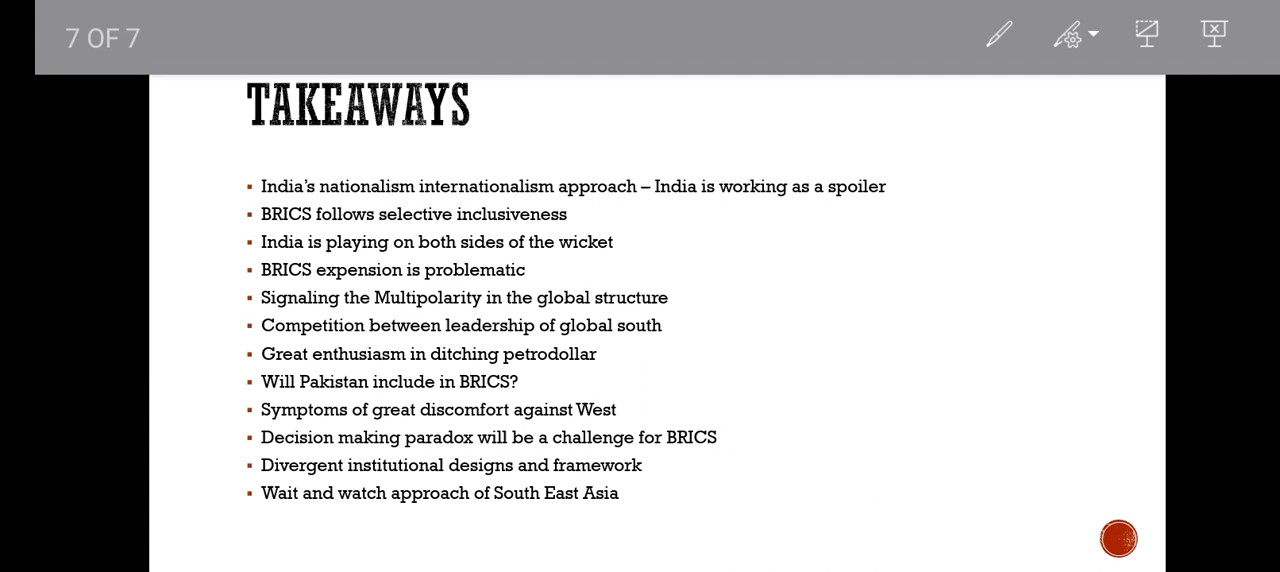 7 OF 7
TAKEAWAYS
India's nationalism internationalism approach – India is working as a spoiler
BRICS follows selective inclusiveness
India is playing on both sides of the wicket
BRICS expension is problematic
Signaling the Multipolarity in the global structure
Competition between leadership of global south
Great enthusiasm in ditching petrodollar
Will Pakistan include in BRICS?
Symptoms of great discomfort against West
Decision making paradox will be a challenge for BRICS
Divergent institutional designs and framework
Wait and watch approach of South East Asia